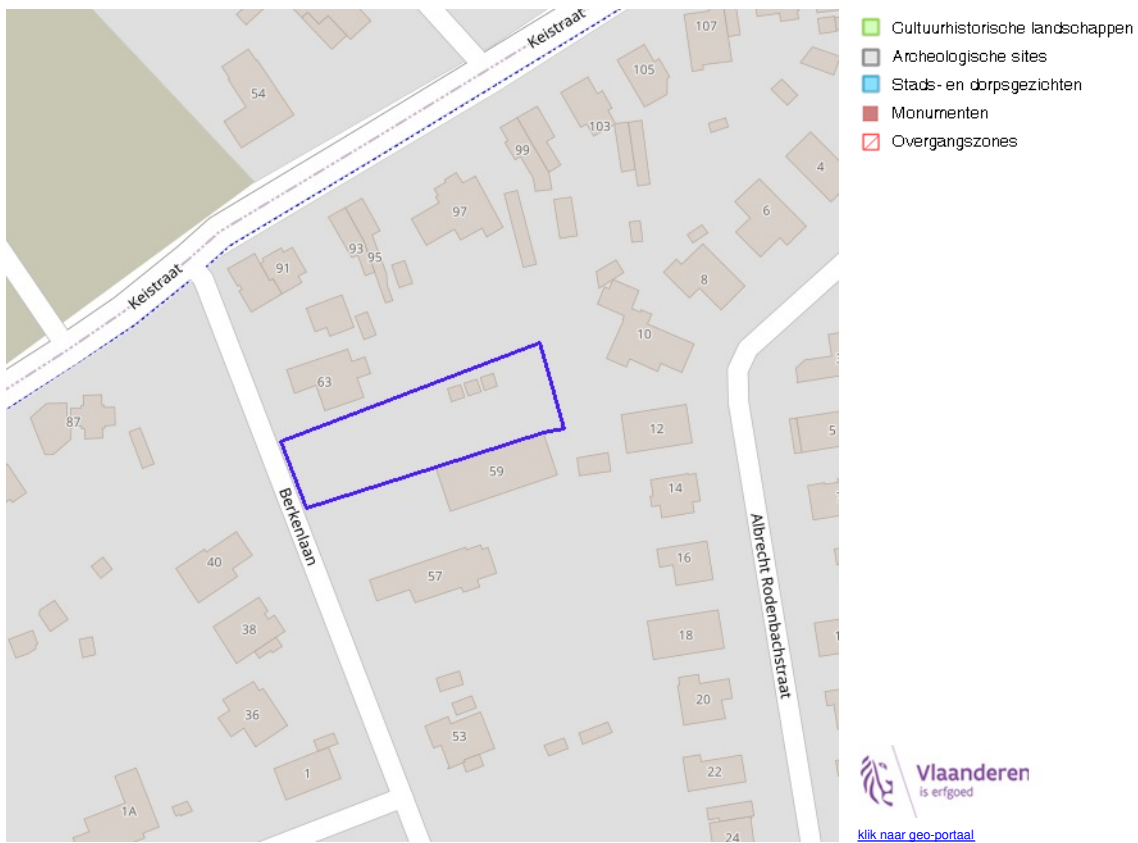 Keistraat
107
105
54
103
99
4
97
6
93
95
91
8
Keistraat
10
63
87
12
5
59
14
Berkenlaan
Albrecht Rodenbachstraat
16
40
57
38
18
20
36
53
1
22
1A
24
Cultuurhistorische landschappen
Archeologische sites
Stads- en dorpsgezichten
Monumenten
Overgangszones
Vlaanderen
is erfgoed
klik naar geo-portaal